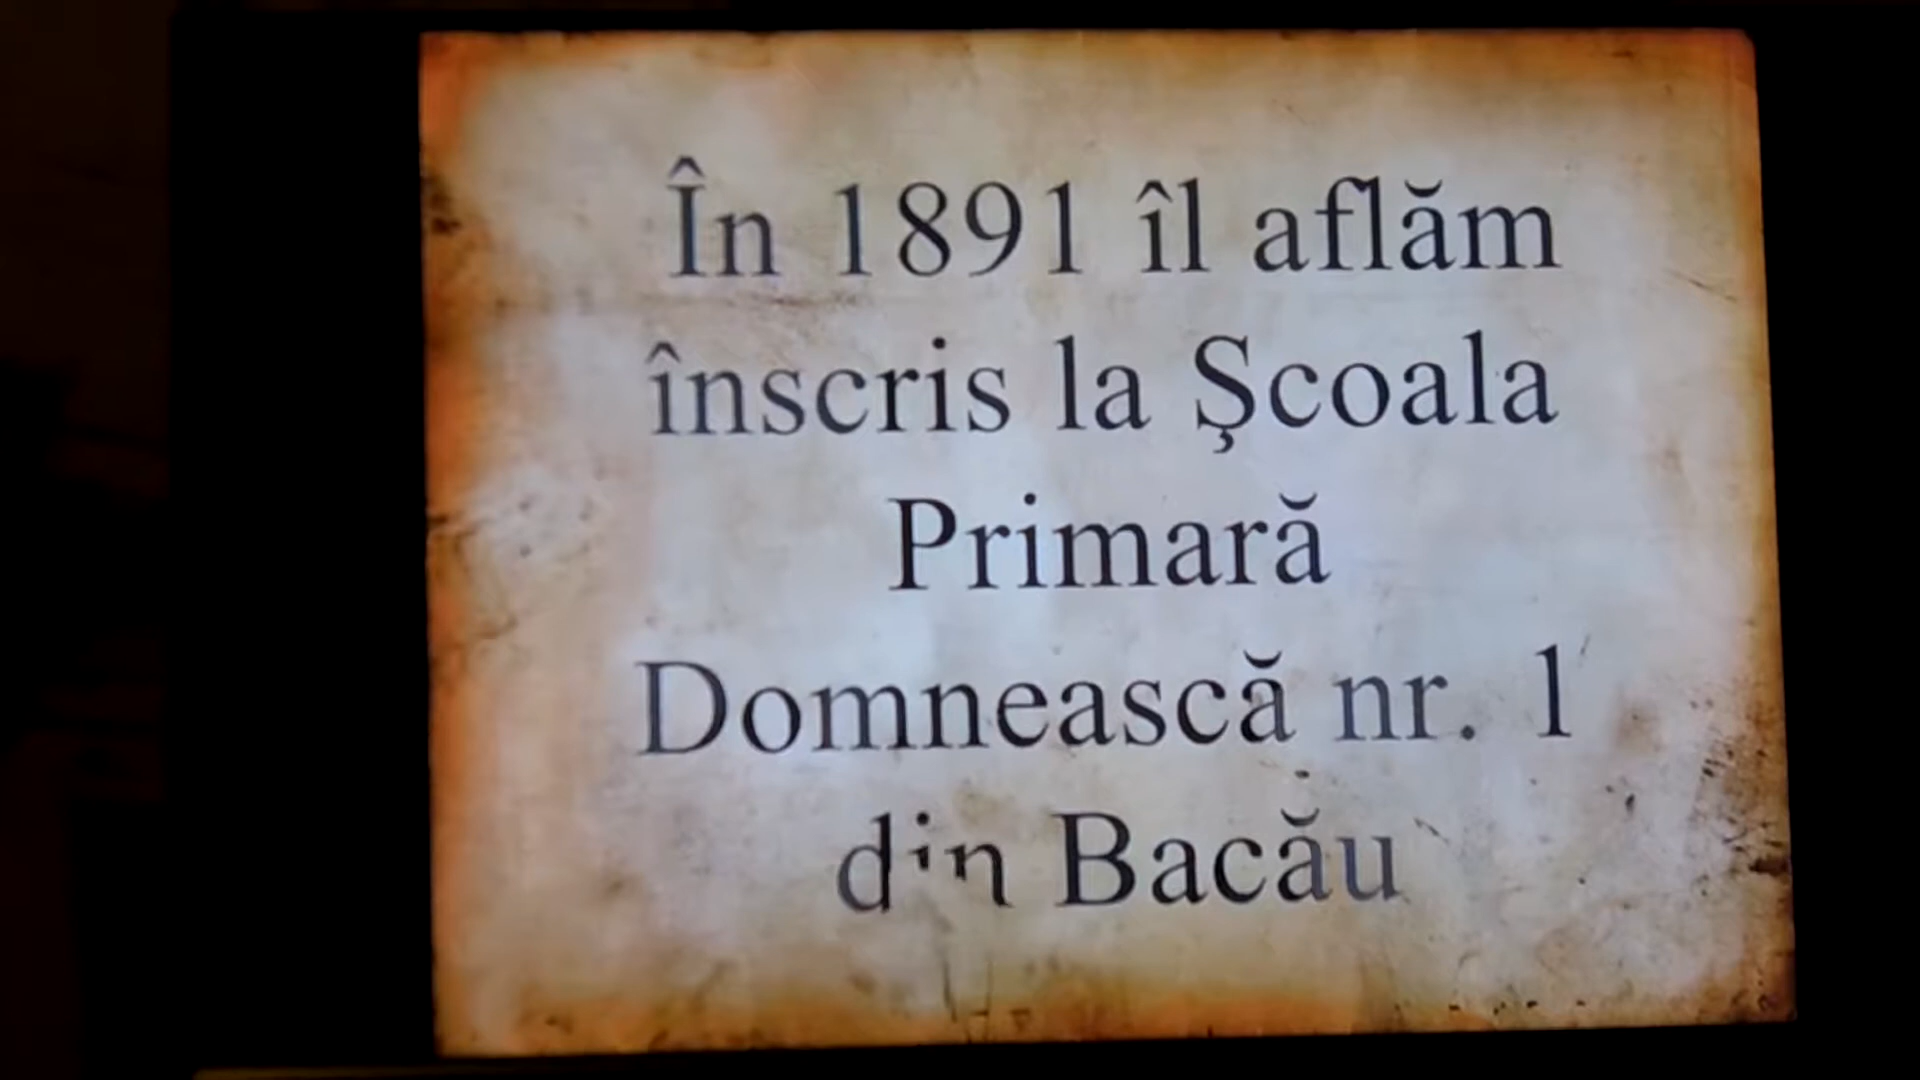 În 1891 îl aflăm
înscris la Şcoala
Primară
Domnească nr. 1
din Bacău